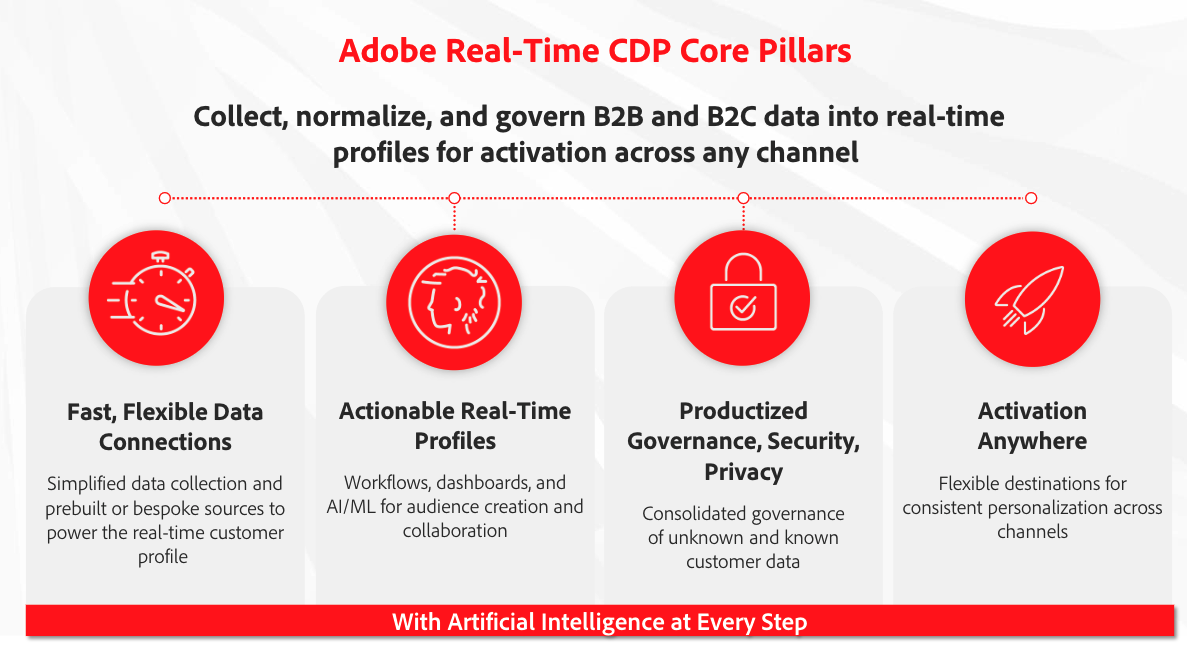 Adobe Real-Time CDP Core Pillars
Collect, normalize, and govern B2B and B2C data into real-time
profiles for activation across any channel
Fast, Flexible Data
Connections
Simplified data collection and
prebuilt or bespoke sources to
power the real-time customer
profile
Actionable Real-Time
Profiles
Workflows, dashboards, and
AI/ML for audience creation and
collaboration
Productized
Governance, Security,
Privacy
Consolidated governance
of unknown and known
customer data
Activation
Anywhere
Flexible destinations for
consistent personalization across
channels
With Artificial Intelligence at Every Step